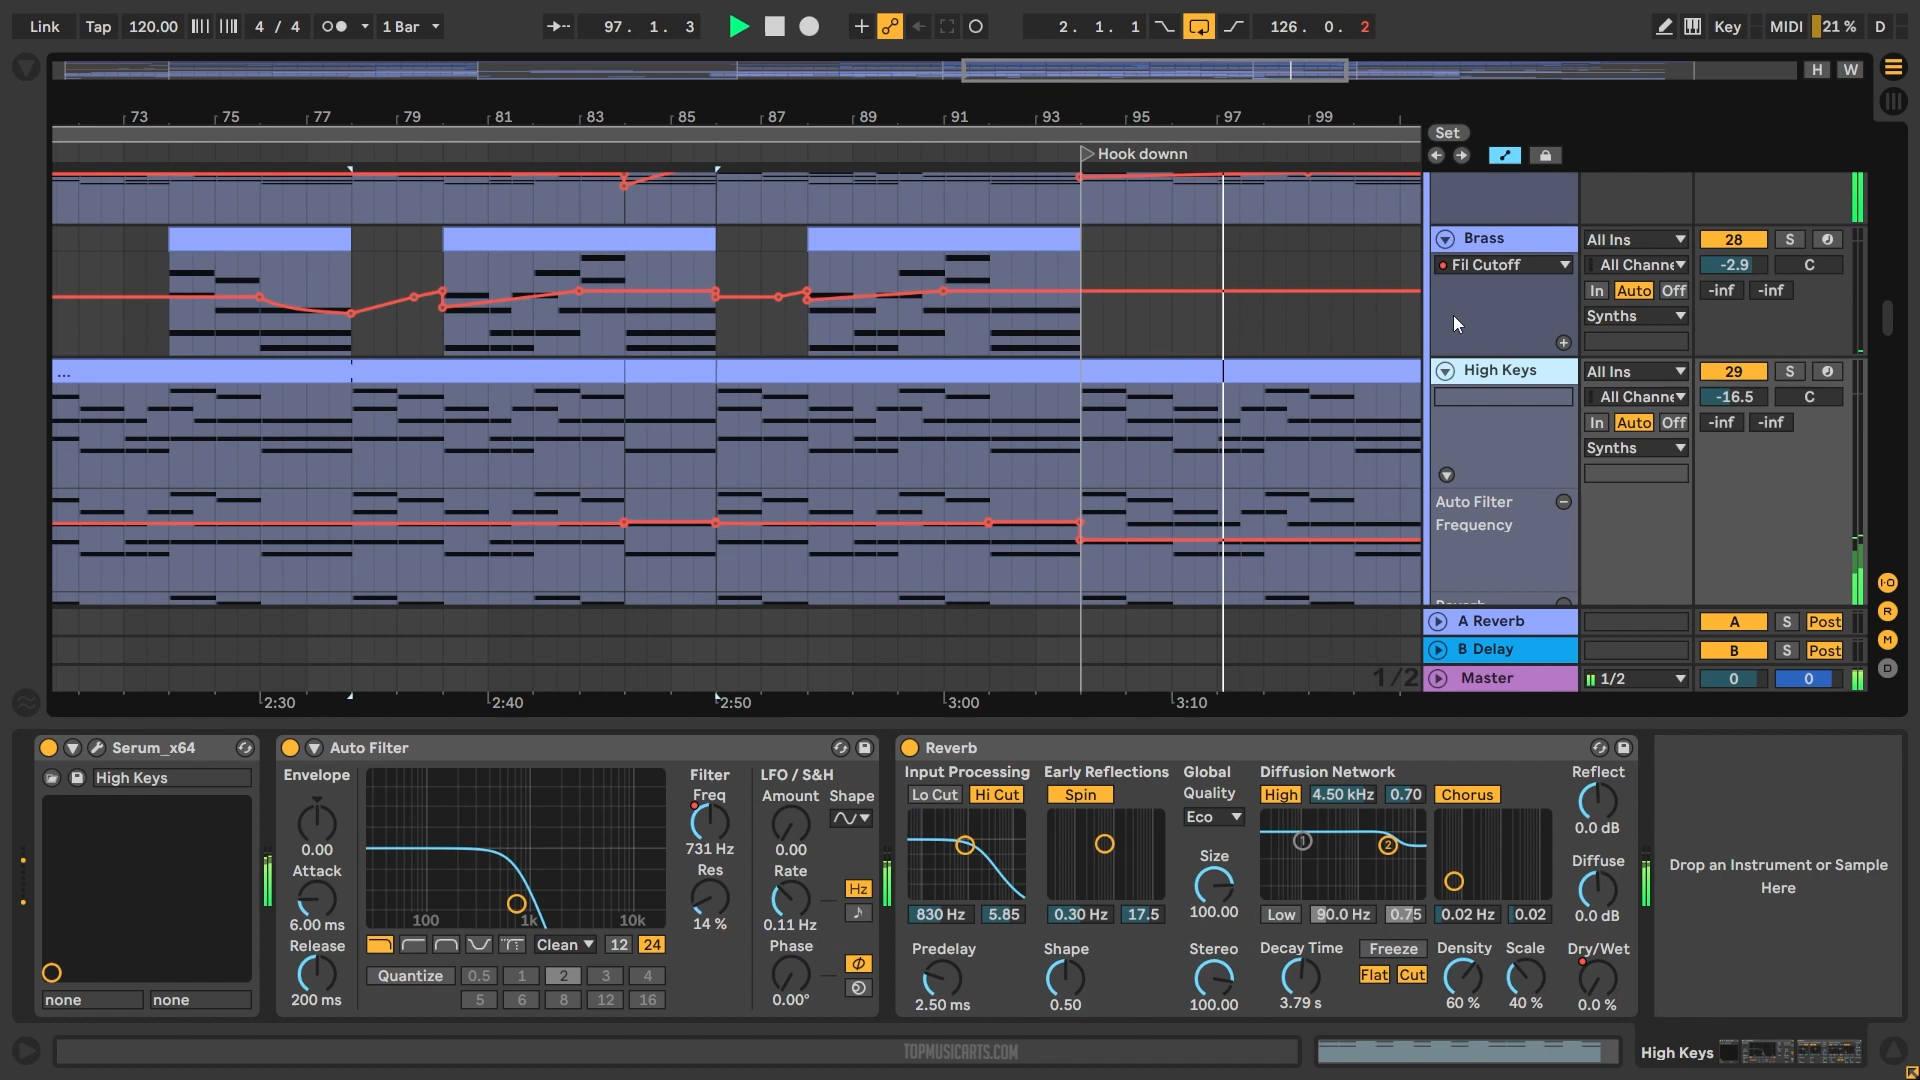 Link Tap 120.00 4 / 4 1 Bar 97. 1. 3 2. 1. 1 126. 0. 2 Key MIDI 21 % D
H W
73 75 77 79 81 83 85 87 89 91 93 95 97 99
Set
Hook downn
Brass All Ins 28 S
Fil Cutoff All Channe -2.9 C
In Auto Off -inf -inf
Synths
...
High Keys All Ins 29 S
All Channe -16.5 C
In Auto Off -inf -inf
Synths
Auto Filter
Frequency
I·O
R
M
D
A Reverb A S Post
B Delay B S Post
1/2 Master 1/2 0 0
2:30 2:40 2:50 3:00 3:10
Serum_x64
High Keys
none none
Auto Filter
Envelope
0.00
Attack
6.00 ms
Release
200 ms
100 1k 10k
Clean 12 24
Quantize 0.5 1 2 3 4
5 6 8 12 16
Filter
Freq
731 Hz
Res
14 %
LFO / S&H
Amount Shape
0.00
Rate
Hz
0.11 Hz
Phase
0.00°
Reverb
Input Processing
Lo Cut Hi Cut
830 Hz 5.85
Predelay
2.50 ms
Early Reflections
Spin
0.30 Hz 17.5
Shape
0.50
Global
Quality
Eco
Size
100.00
Stereo
100.00
Diffusion Network
High 4.50 kHz 0.70 Chorus
1 2
Low 90.0 Hz 0.75 0.02 Hz 0.02
Decay Time Freeze Density Scale
Flat Cut
3.79 s 60 % 40 %
Reflect
0.0 dB
Diffuse
0.0 dB
Dry/Wet
0.0 %
Drop an Instrument or Sample
Here
TOPMUSICARTS.COM
High Keys